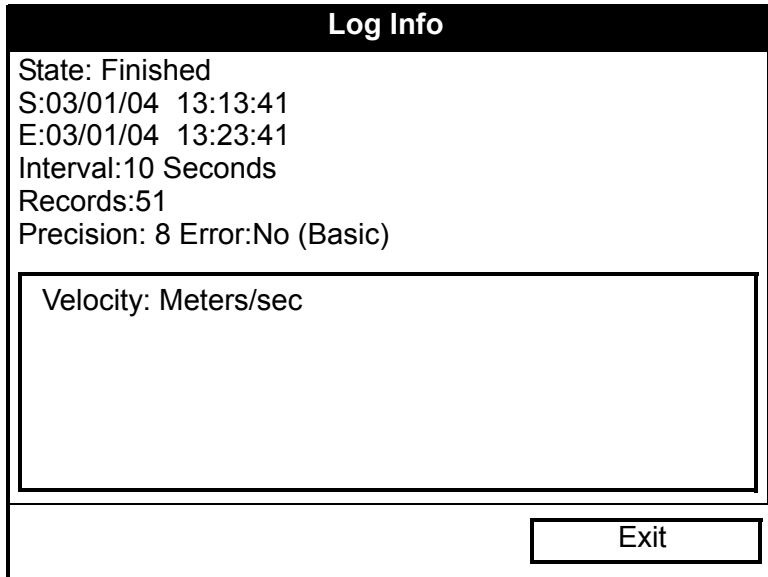 Log Info
State: Finished
S:03/01/04 13:13:41
E:03/01/04 13:23:41
Interval:10 Seconds
Records:51
Precision: 8 Error:No (Basic)
Velocity: Meters/sec
Exit